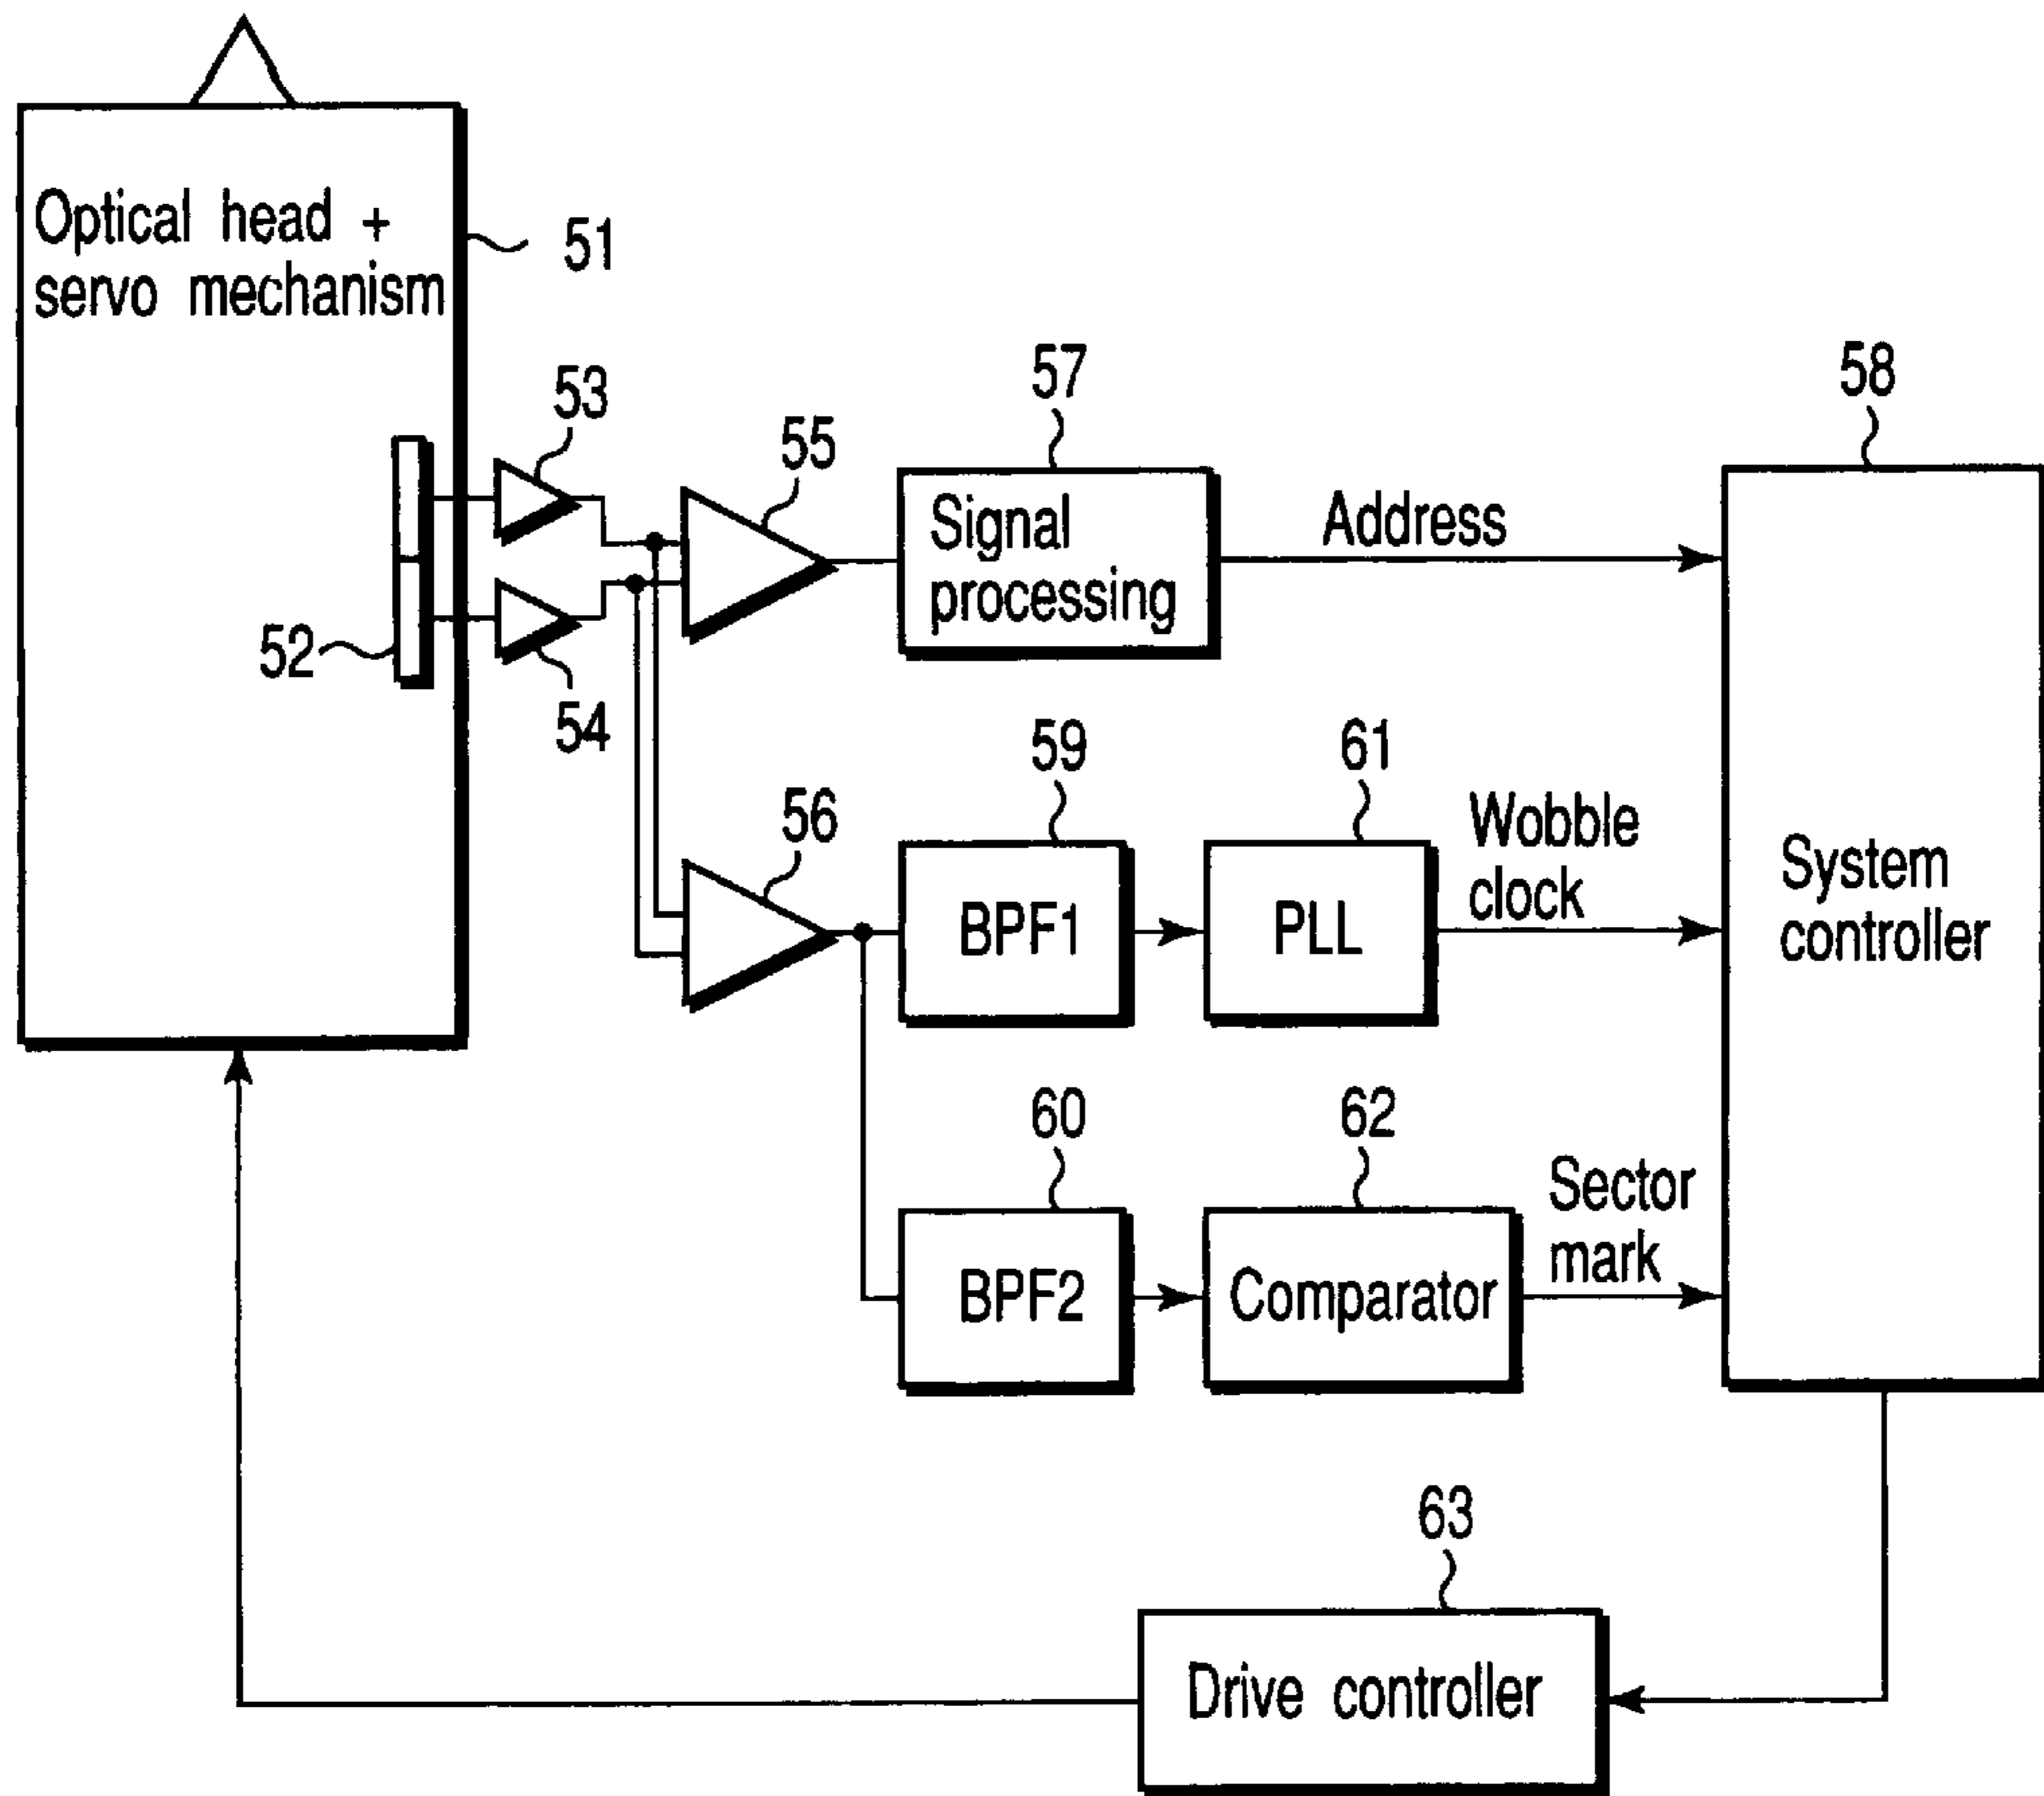 Optical head +
servo mechanism
51
52
53
54
55
56
57
Signal
processing
Address
58
System
controller
59
BPF1
61
PLL
Wobble
clock
60
BPF2
62
Comparator
Sector
mark
63
Drive controller